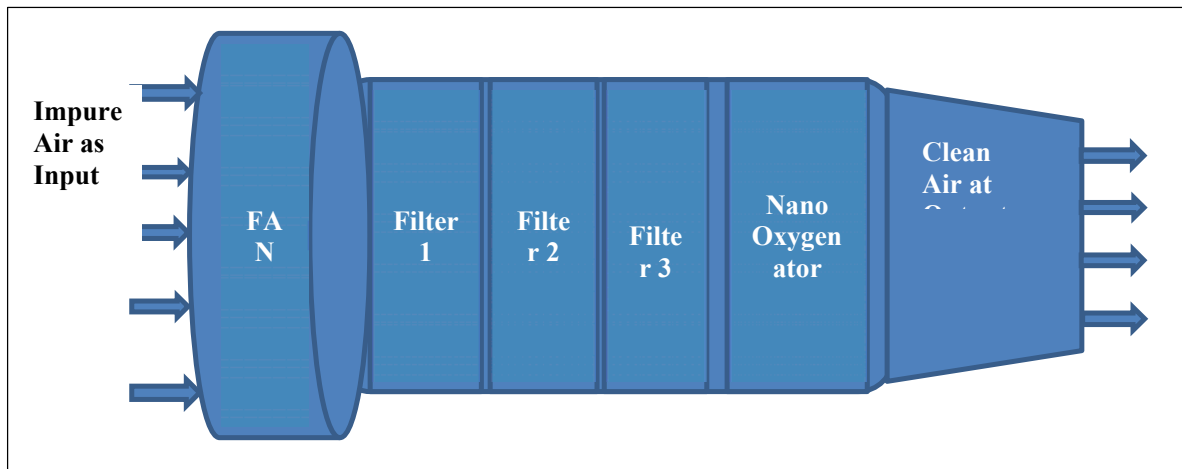 Impure
Air as
Input
FA
N
Filter
1
Filte
r 2
Filte
r 3
Nano
Oxygen
ator
Clean
Air at